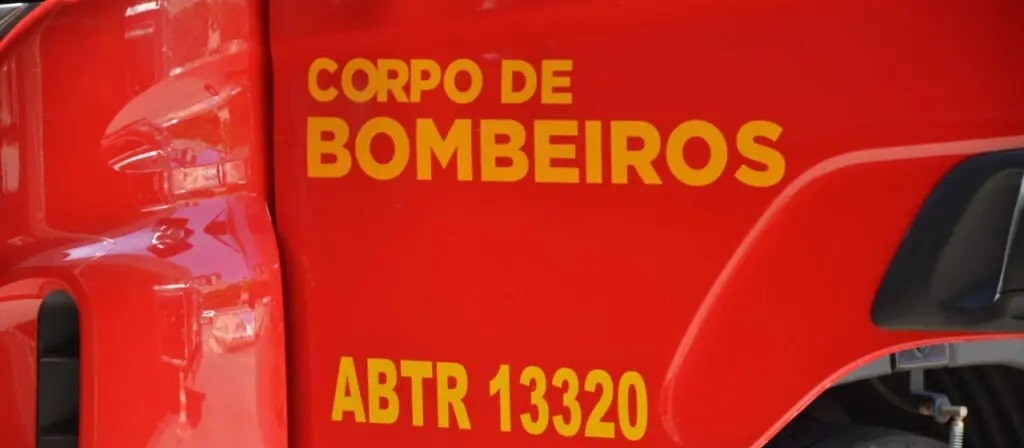 CORPO DE
BOMBEIROS
ABTR 13320